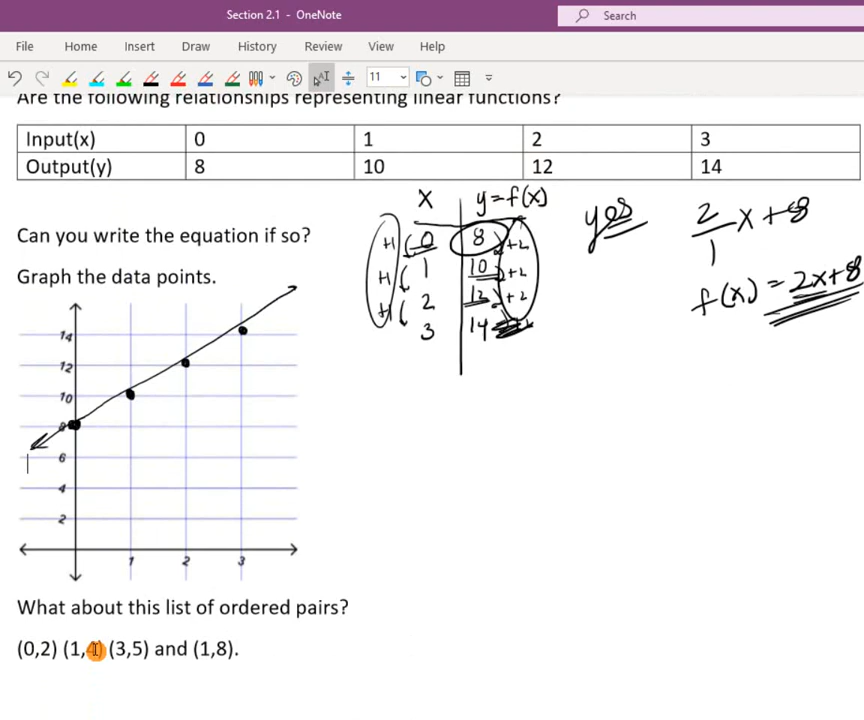 Section 2.1 - OneNote
Search
File Home Insert Draw History Review View Help
11
Are the following relationships representing linear functions?
Input(x) 0 1 2 3
Output(y) 8 10 12 14
x y=f(x)
+1 0 8 +2
+1 1 10 +2
+1 2 12 +2
3 14
yes
2/1 x+8
f(x) = 2x+8
Can you write the equation if so?
Graph the data points.
14
12
10
8
6
4
2
1 2 3
What about this list of ordered pairs?
(0,2) (1,4) (3,5) and (1,8).